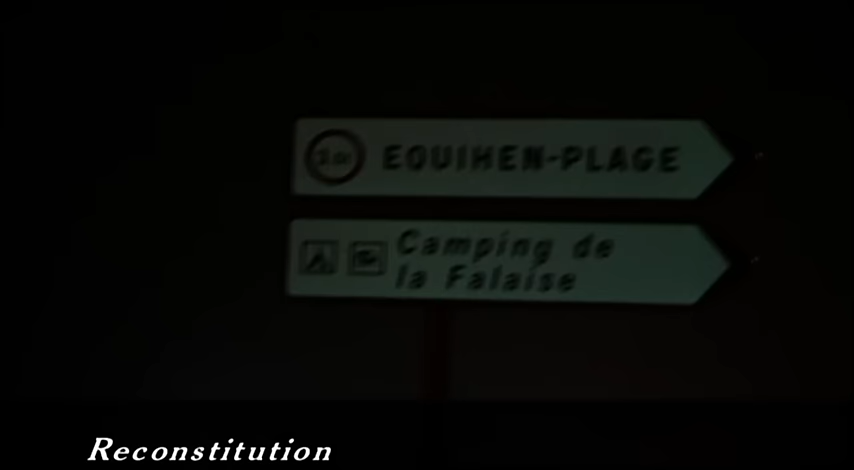 EQUIHEN-PLAGE
Camping de
la Falaise
Reconstitution